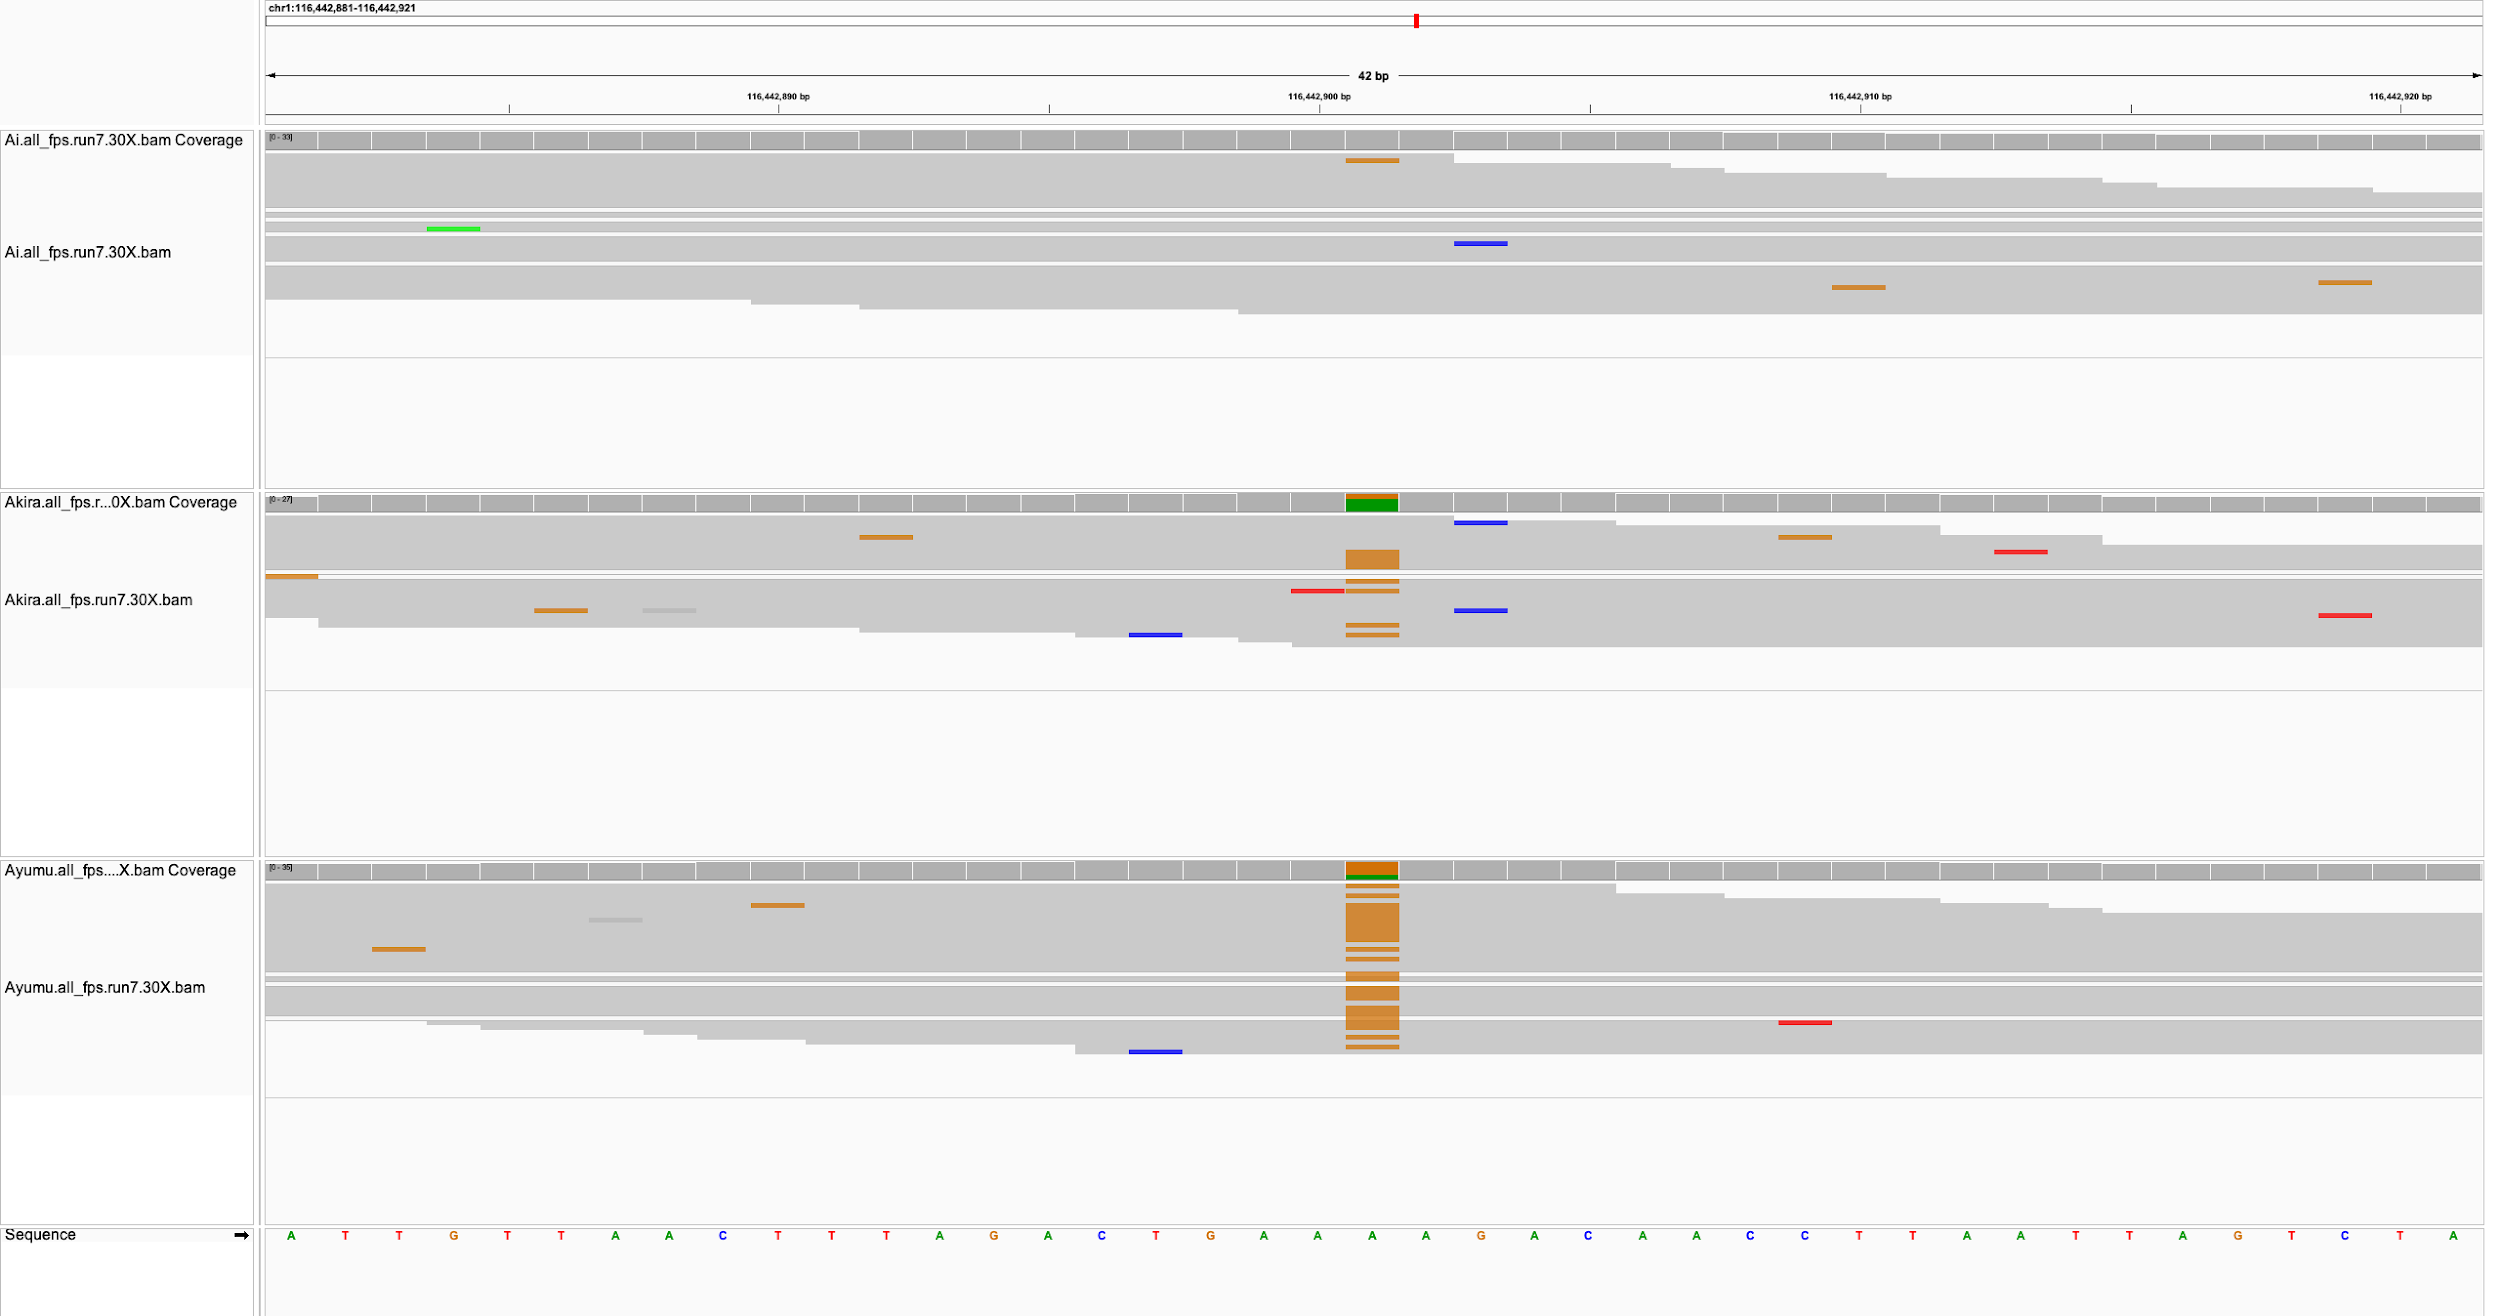 chr1:116,442,881-116,442,921
42 bp
116,442,890 bp 116,442,900 bp 116,442,910 bp 116,442,920 bp
Ai.all_fps.run7.30X.bam Coverage
[0 - 33]
Ai.all_fps.run7.30X.bam
Akira.all_fps.r...0X.bam Coverage
[0 - 27]
Akira.all_fps.run7.30X.bam
Ayumu.all_fps....X.bam Coverage
[0 - 35]
Ayumu.all_fps.run7.30X.bam
Sequence A T T G T T A A C T T T A G A C T G A A A A G A C A A C C T T A A T T A G T C T A